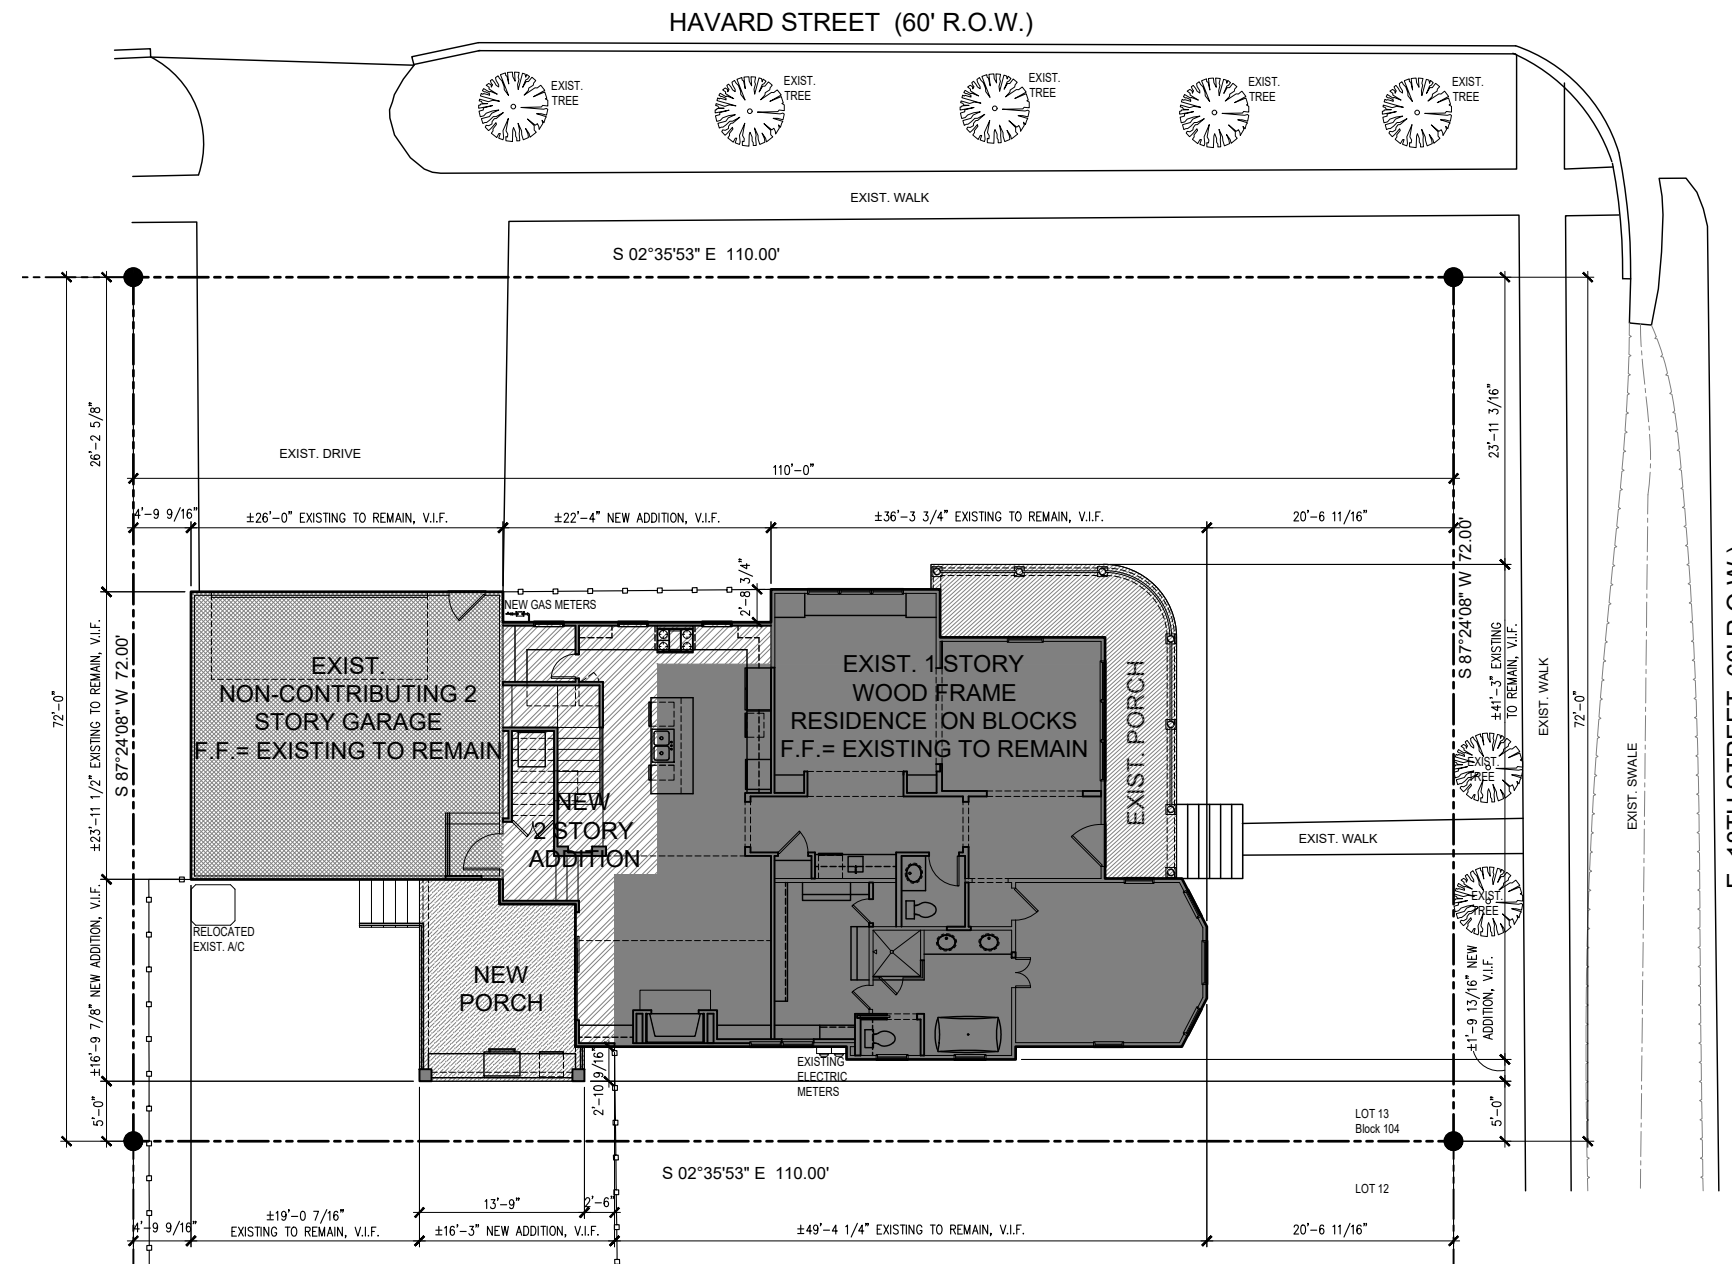 HAVARD STREET (60' R.O.W.)
EXIST.
TREE
EXIST.
TREE
EXIST.
TREE
EXIST.
TREE
EXIST.
TREE
EXIST. WALK
S 02°35'53" E 110.00'
26'-2 5/8"
EXIST. DRIVE
110'-0"
23'-11 3/16"
4'-9 9/16"
±26'-0" EXISTING TO REMAIN, V.I.F.
±22'-4" NEW ADDITION, V.I.F.
±36'-3 3/4" EXISTING TO REMAIN, V.I.F.
20'-6 11/16"
S 87°24'08" W 72.00'
2'-8 3/4"
NEW GAS METERS
72'-0"
±23'-11 1/2" EXISTING TO REMAIN, V.I.F.
S 87°24'08" W 72.00'
EXIST.
NON-CONTRIBUTING 2
STORY GARAGE
F.F.= EXISTING TO REMAIN
EXIST. 1 STORY
WOOD FRAME
RESIDENCE ON BLOCKS
F.F.= EXISTING TO REMAIN
EXIST. PORCH
±41'-3" EXISTING
TO REMAIN, V.I.F.
EXIST. WALK
72'-0"
EXIST. SWALE
EXIST.
TREE
NEW
2 STORY
ADDITION
EXIST. WALK
EXIST.
TREE
RELOCATED
EXIST. A/C
NEW
PORCH
±16'-9 7/8" NEW ADDITION, V.I.F.
±1'-9 13/16" NEW
ADDITION, V.I.F.
EXISTING
ELECTRIC
METERS
2'-10 9/16"
5'-0"
5'-0"
LOT 13
Block 104
S 02°35'53" E 110.00'
LOT 12
4'-9 9/16"
±19'-0 7/16"
EXISTING TO REMAIN, V.I.F.
13'-9"
2'-6"
±16'-3" NEW ADDITION, V.I.F.
±49'-4 1/4" EXISTING TO REMAIN, V.I.F.
20'-6 11/16"